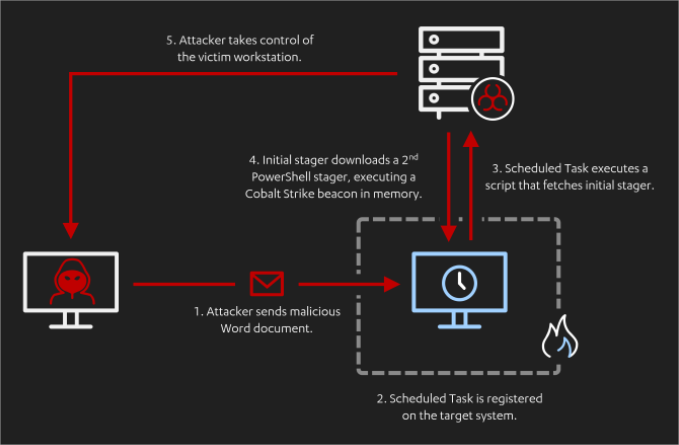 5. Attacker takes control of
the victim workstation.
4. Initial stager downloads a 2nd
PowerShell stager, executing a
Cobalt Strike beacon in memory.
3. Scheduled Task executes a
script that fetches initial stager.
1. Attacker sends malicious
Word document.
2. Scheduled Task is registered
on the target system.